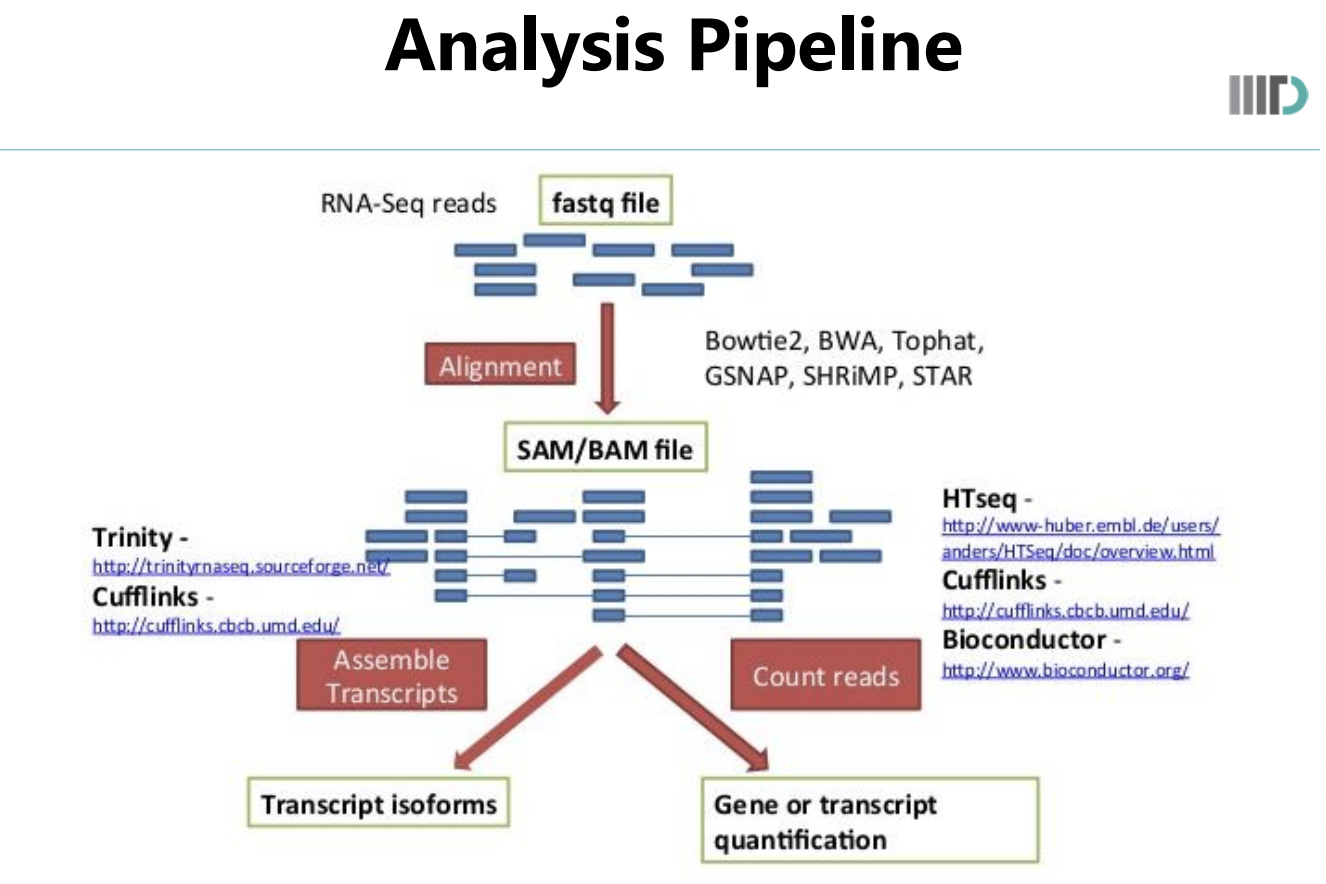 Analysis Pipeline
IIITD
RNA-Seq reads
fastq file
Alignment
Bowtie2, BWA, Tophat,
GSNAP, SHRiMP, STAR
SAM/BAM file
Trinity -
http://trinityrnaseq.sourceforge.net/
Cufflinks -
http://cufflinks.cbcb.umd.edu/
HTseq -
http://www-huber.embl.de/users/
anders/HTSeq/doc/overview.html
Cufflinks -
http://cufflinks.cbcb.umd.edu/
Bioconductor -
http://www.bioconductor.org/
Assemble
Transcripts
Count reads
Transcript isoforms
Gene or transcript
quantification